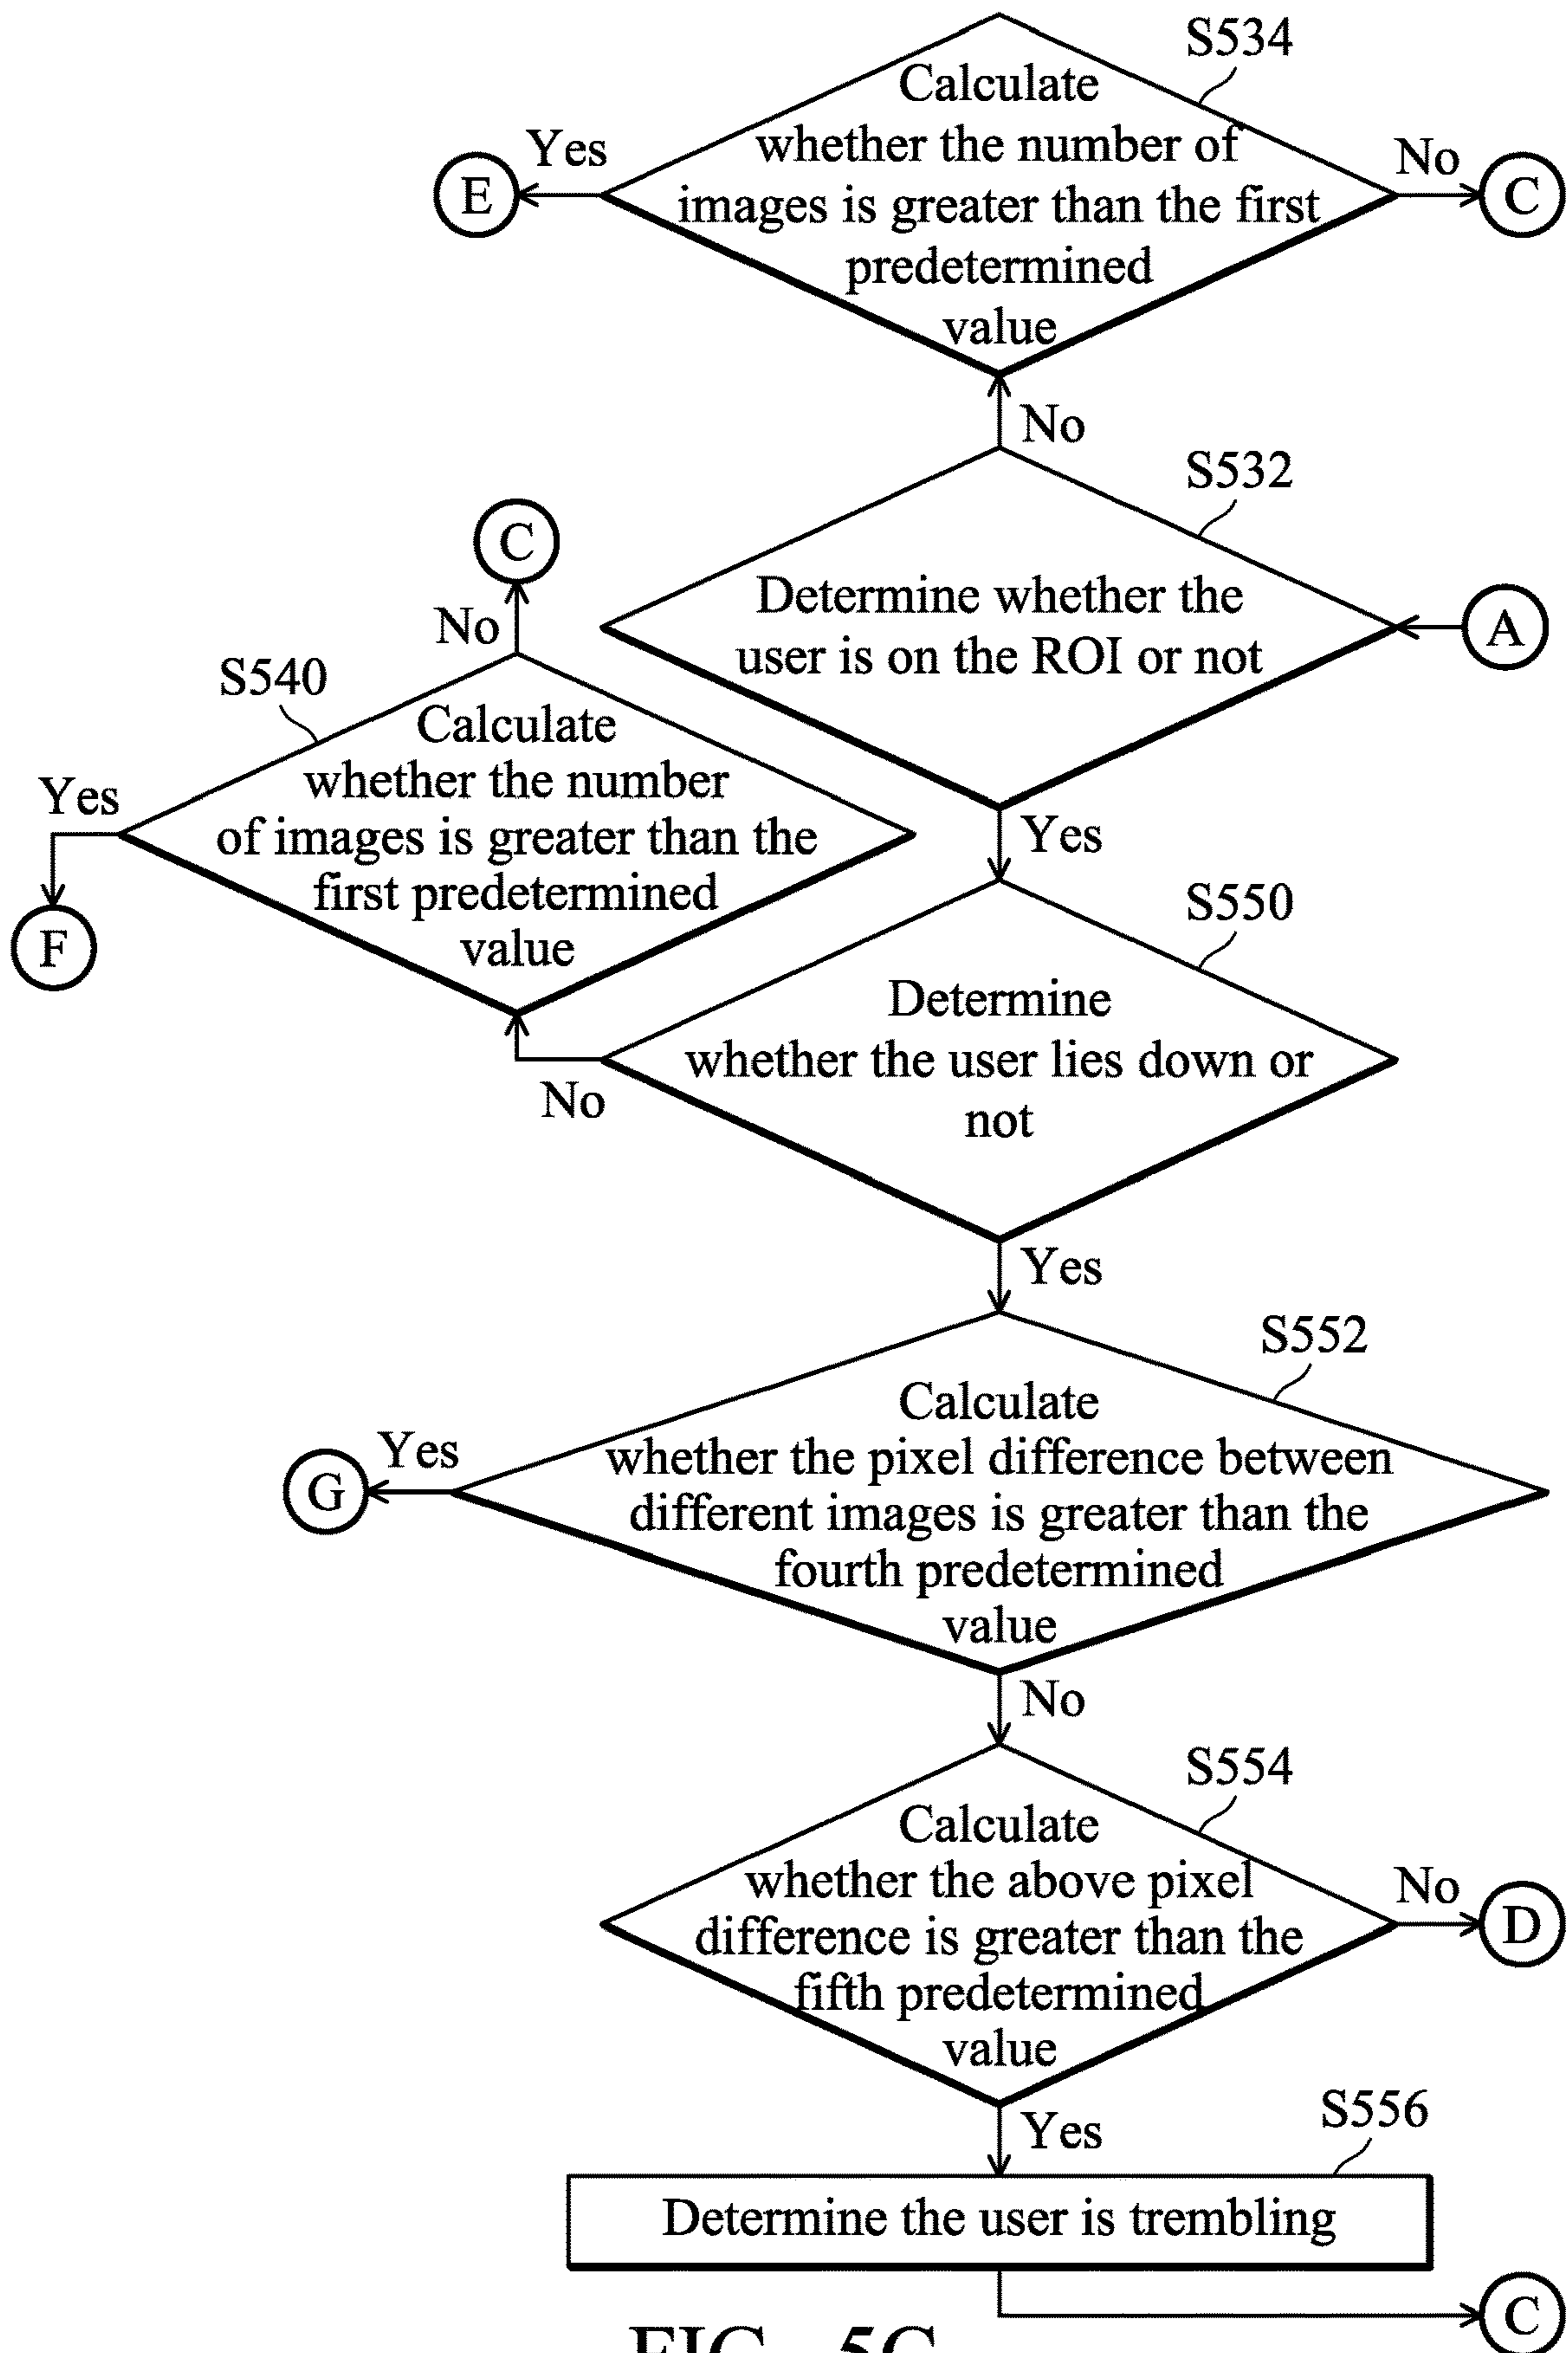 S534
Calculate
whether the number of
images is greater than the first
predetermined
value
Yes
E
No
C
No
S532
Determine whether the
user is on the ROI or not
A
C
No
S540
Calculate
whether the number
of images is greater than the
first predetermined
value
Yes
F
Yes
S550
Determine
whether the user lies down or
not
No
Yes
S552
Calculate
whether the pixel difference between
different images is greater than the
fourth predetermined
value
Yes
G
No
S554
Calculate
whether the above pixel
difference is greater than the
fifth predetermined
value
No
D
Yes
S556
Determine the user is trembling
C
FIG. 5C